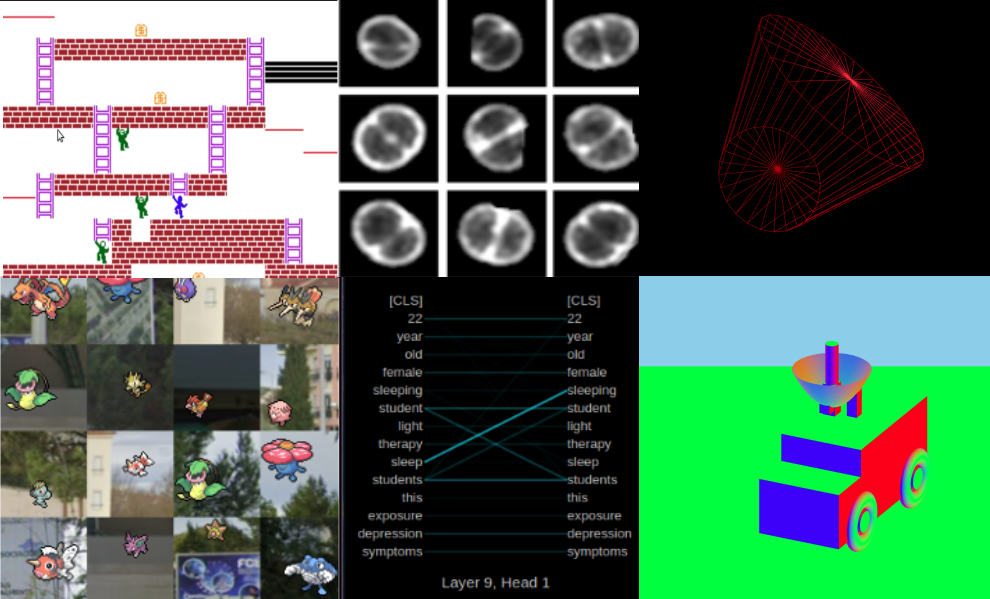 [CLS] [CLS]
22 22
year year
old old
female female
sleeping sleeping
student student
light light
therapy therapy
sleep sleep
students students
this this
exposure exposure
depression depression
symptoms symptoms
Layer 9, Head 1